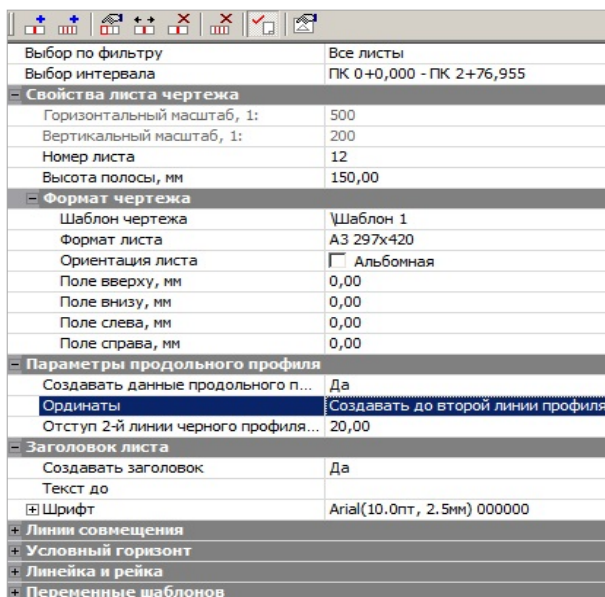 Выбор по фильтру Все листы
Выбор интервала ПК 0+0,000 - ПК 2+76,955
Свойства листа чертежа
Горизонтальный масштаб, 1: 500
Вертикальный масштаб, 1: 200
Номер листа 12
Высота полосы, мм 150,00
Формат чертежа
Шаблон чертежа \Шаблон 1
Формат листа А3 297x420
Ориентация листа Альбомная
Поле вверху, мм 0,00
Поле внизу, мм 0,00
Поле слева, мм 0,00
Поле справа, мм 0,00
Параметры продольного профиля
Создавать данные продольного п... Да
Ординаты Создавать до второй линии профиля
Отступ 2-й линии черного профиля... 20,00
Заголовок листа
Создавать заголовок Да
Текст до
Шрифт Arial(10.0пт, 2.5мм) 000000
Линии совмещения
Условный горизонт
Линейка и рейка
Переменные шаблонов